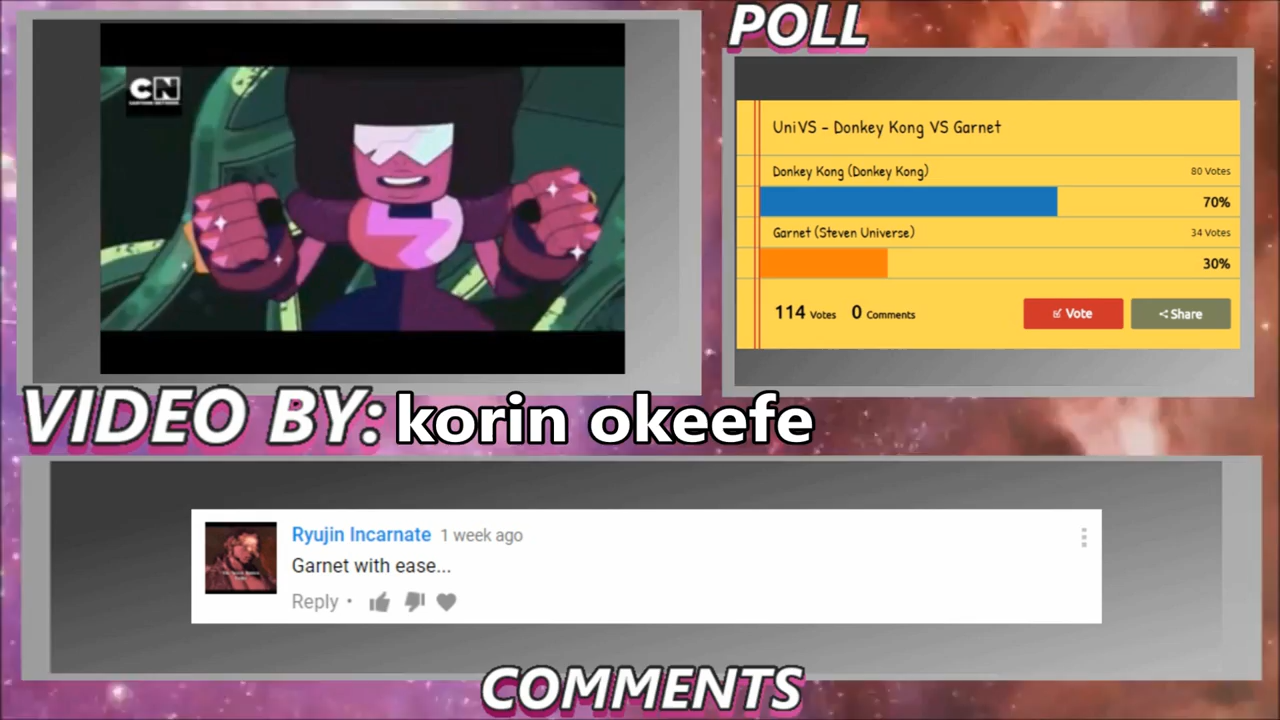 POLL
CN
CARTOON NETWORK
UniVS - Donkey Kong VS Garnet
Donkey Kong (Donkey Kong) 80 Votes
70%
Garnet (Steven Universe) 34 Votes
30%
114 Votes 0 Comments Vote Share
VIDEO BY: korin okeefe
Ryujin Incarnate 1 week ago
Garnet with ease...
Reply •
COMMENTS